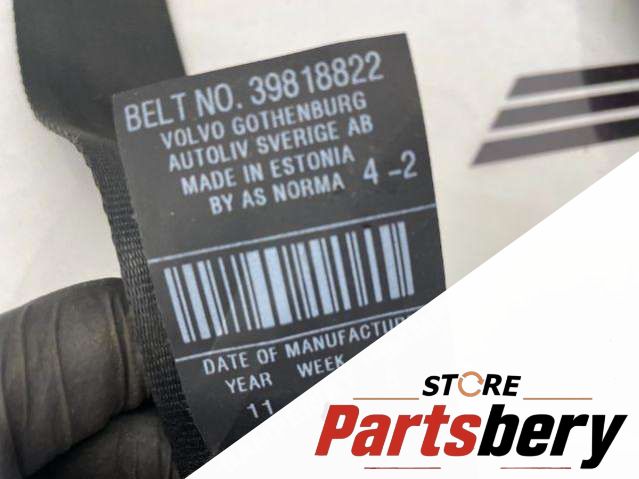 BELT NO. 39818822
VOLVO GOTHENBURG
AUTOLIV SVERIGE AB
MADE IN ESTONIA
BY AS NORMA 4-2
DATE OF MANUFACTURE
YEAR WEEK
11
STORE
Partsbery